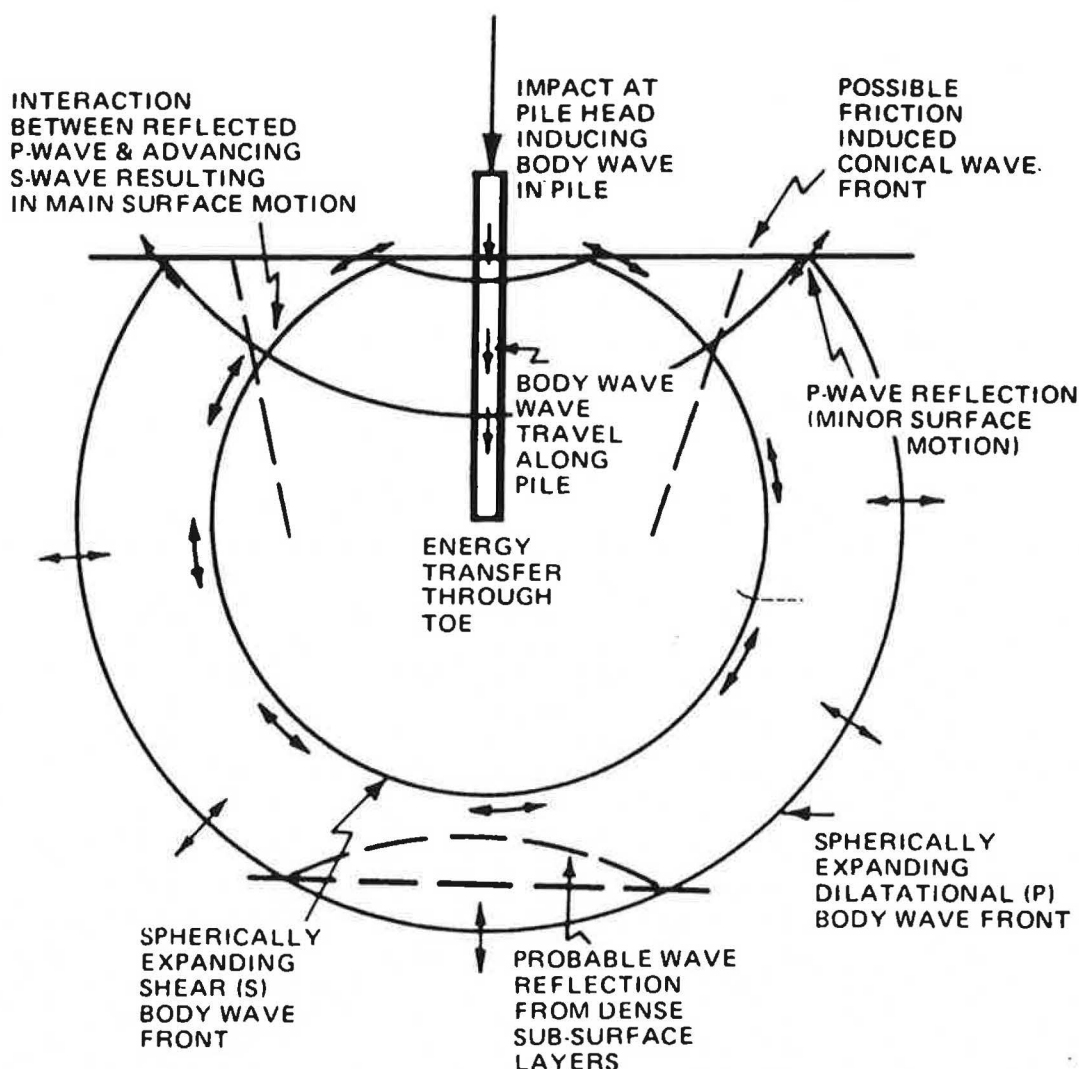 INTERACTION
BETWEEN REFLECTED
P-WAVE & ADVANCING
S-WAVE RESULTING
IN MAIN SURFACE MOTION
IMPACT AT
PILE HEAD
INDUCING
BODY WAVE
IN PILE
POSSIBLE
FRICTION
INDUCED
CONICAL WAVE.
FRONT
BODY WAVE
WAVE
TRAVEL
ALONG
PILE
P-WAVE REFLECTION
(MINOR SURFACE
MOTION)
ENERGY
TRANSFER
THROUGH
TOE
SPHERICALLY
EXPANDING
DILATATIONAL (P)
BODY WAVE FRONT
SPHERICALLY
EXPANDING
SHEAR (S)
BODY WAVE
FRONT
PROBABLE WAVE
REFLECTION
FROM DENSE
SUB-SURFACE
LAYERS